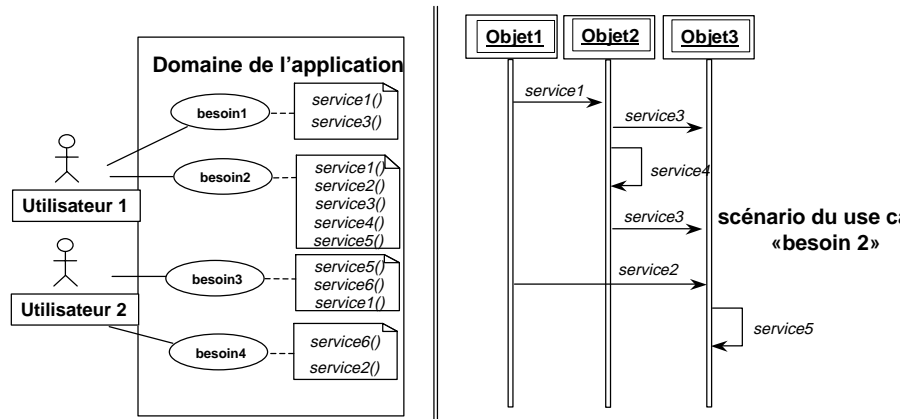 Domaine de l'application
besoin1
service1()
service3()
besoin2
service1()
service2()
service3()
service4()
service5()
Utilisateur 1
besoin3
service5()
service6()
service1()
Utilisateur 2
besoin4
service6()
service2()
Objet1
Objet2
Objet3
service1
service3
service4
service3
scénario du use ca
«besoin 2»
service2
service5